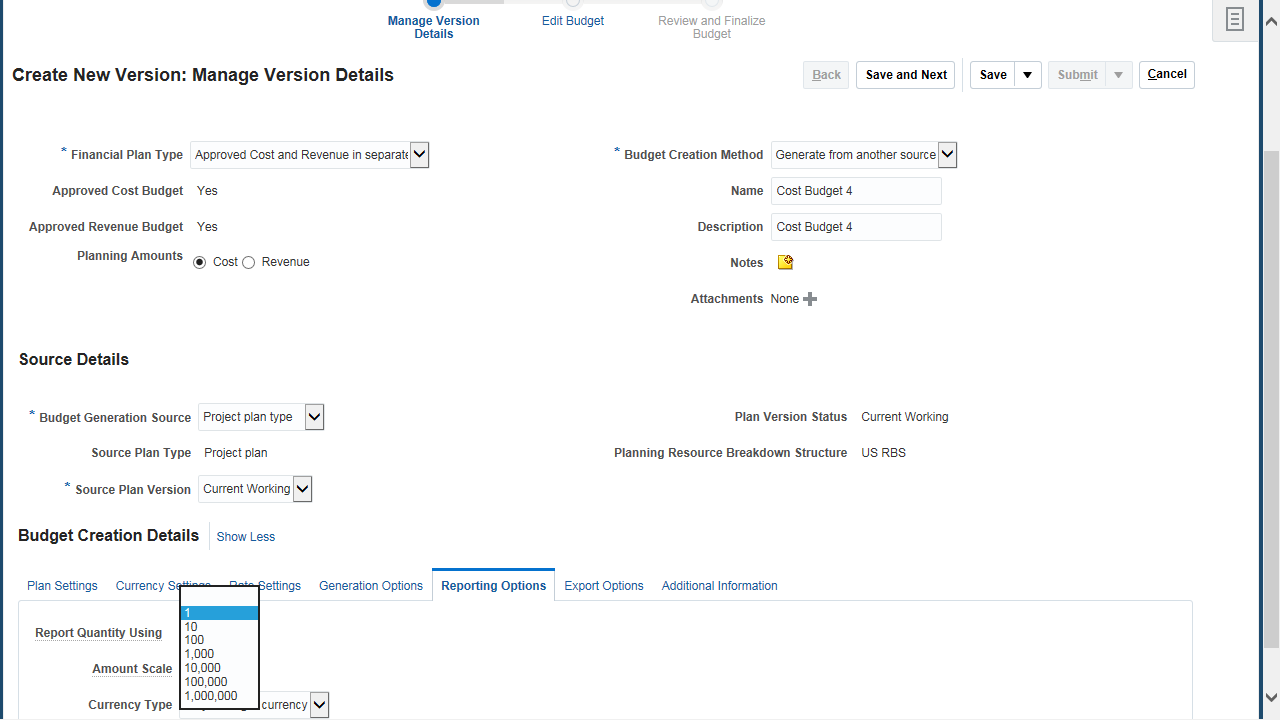 Manage Version
Details
Edit Budget
Review and Finalize
Budget
Create New Version: Manage Version Details
Back
Save and Next
Save
Submit
Cancel
* Financial Plan Type
Approved Cost and Revenue in separate
Approved Cost Budget
Yes
Approved Revenue Budget
Yes
Planning Amounts
Cost
Revenue
* Budget Creation Method
Generate from another source
Name
Cost Budget 4
Description
Cost Budget 4
Notes
Attachments
None
Source Details
* Budget Generation Source
Project plan type
Source Plan Type
Project plan
* Source Plan Version
Current Working
Plan Version Status
Current Working
Planning Resource Breakdown Structure
US RBS
Budget Creation Details
Show Less
Plan Settings
Currency Settings
Rate Settings
Generation Options
Reporting Options
Export Options
Additional Information
Report Quantity Using
Amount Scale
1
10
100
1,000
10,000
100,000
1,000,000
Currency Type
currency